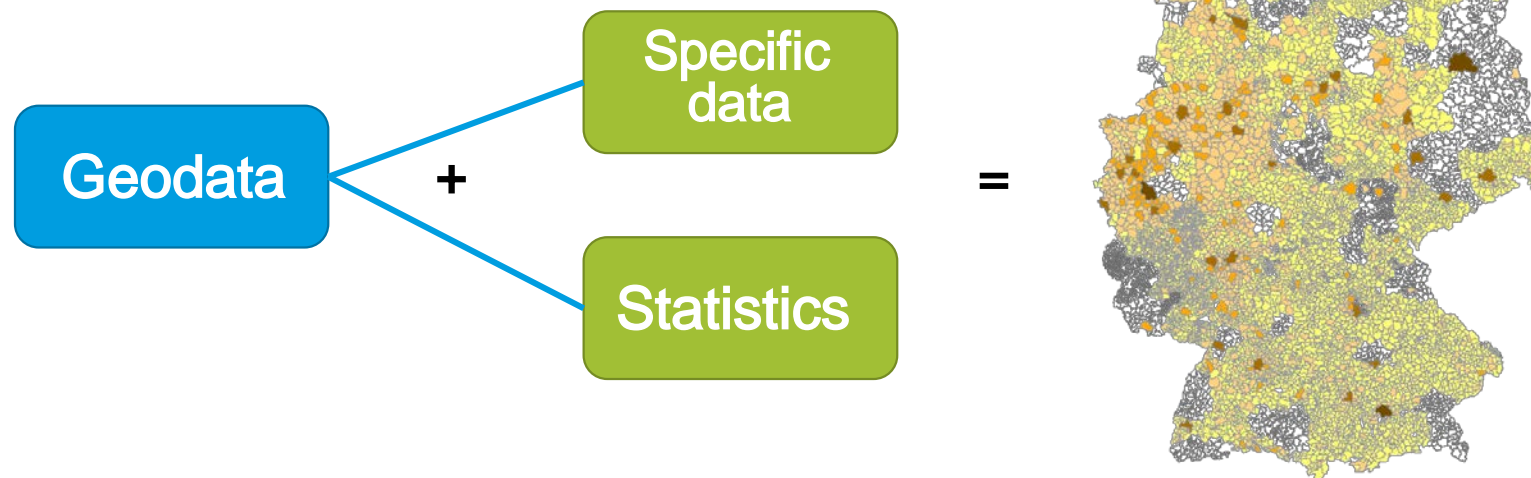 Geodata
+
Specific
data
Statistics
=